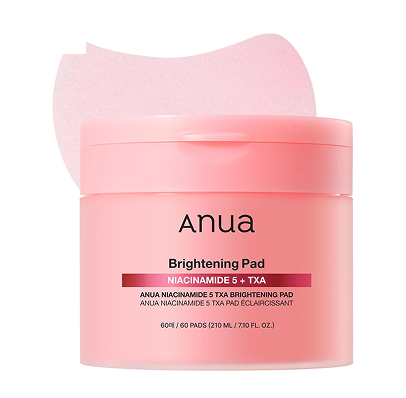 Anua
Brightening Pad
NIACINAMIDE 5 + TXA
ANUA NIACINAMIDE 5 TXA BRIGHTENING PAD
ANUA NIACINAMIDE 5 TXA PAD ÉCLAIRCISSANT
60매 / 60 PADS (210 ML / 7.10 FL. OZ.)